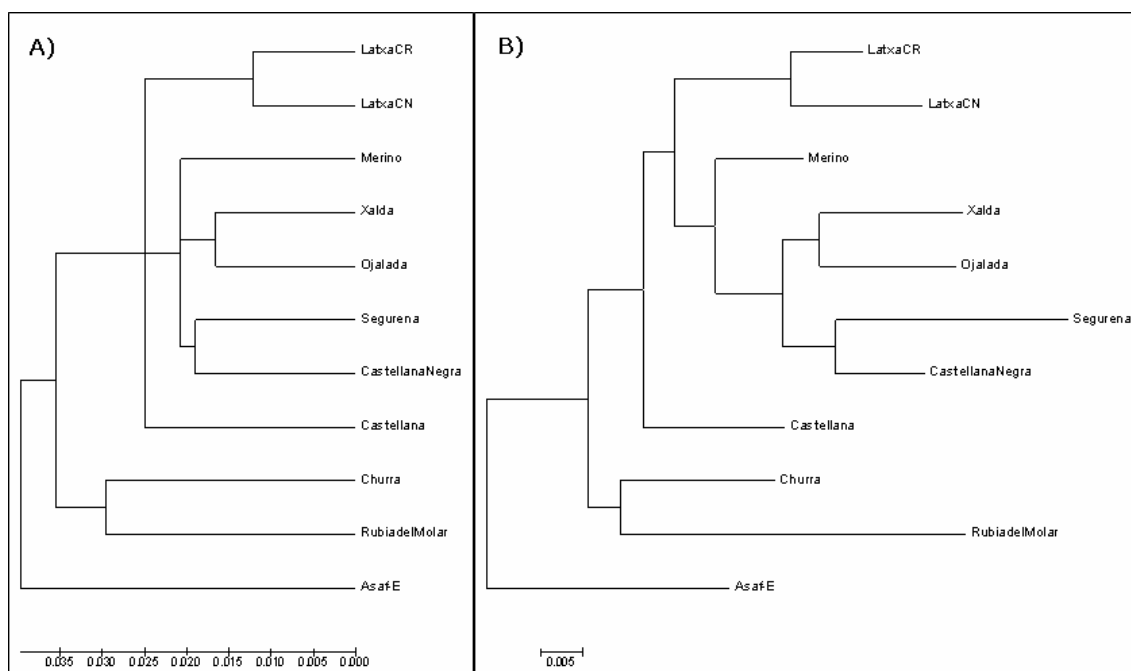 A)
LatxaCR
LatxaCN
Merino
Xalda
Ojalada
Segurena
CastellanaNegra
Castellana
Churra
RubiadelMolar
Asaf-E
0.035 0.030 0.025 0.020 0.015 0.010 0.005 0.000
B)
LatxaCR
LatxaCN
Merino
Xalda
Ojalada
Segurena
CastellanaNegra
Castellana
Churra
RubiadelMolar
Asaf-E
0.005